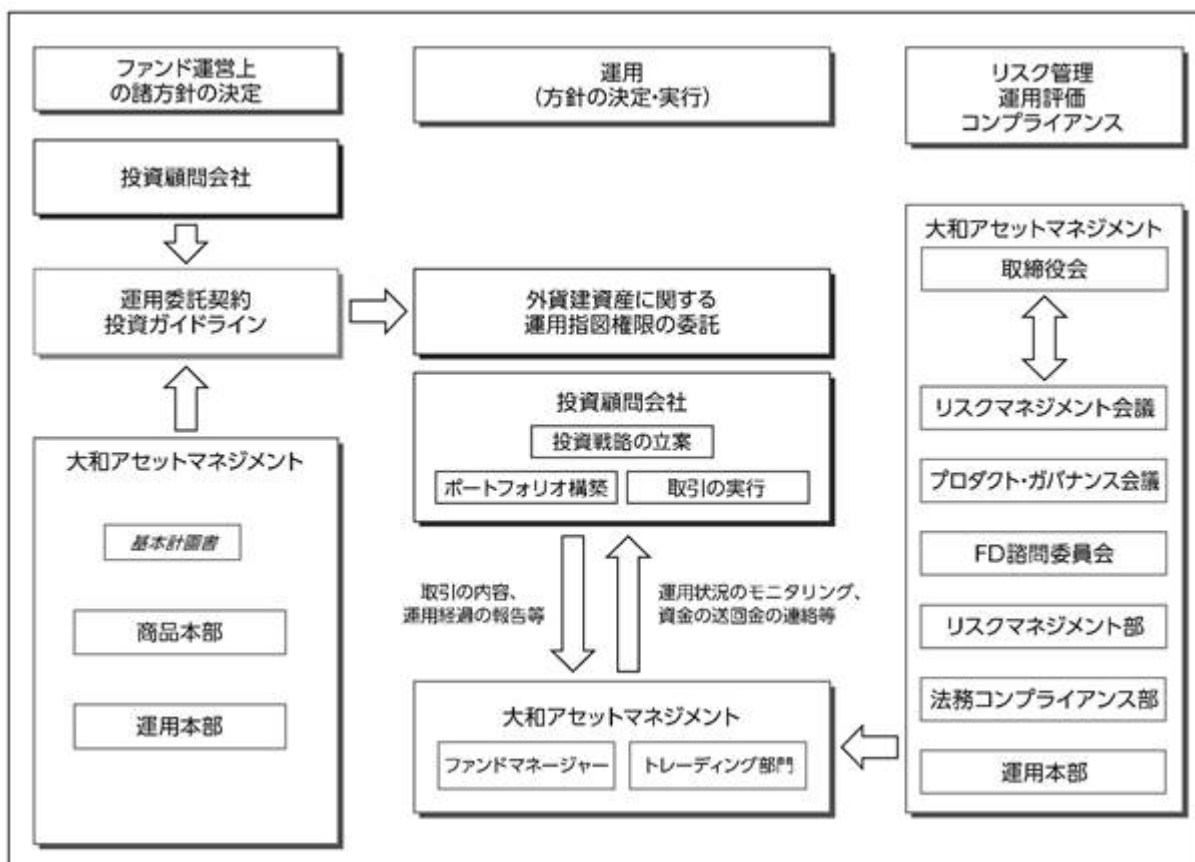 ファンド運営上
の諸方針の決定
投資顧問会社
運用委託契約
投資ガイドライン
大和アセットマネジメント
基本計画書
商品本部
運用本部
運用
(方針の決定・実行)
外貨建資産に関する
運用指図権限の委託
投資顧問会社
投資戦略の立案
ポートフォリオ構築
取引の実行
取引の内容、
運用経過の報告等
運用状況のモニタリング、
資金の送回金の連絡等
大和アセットマネジメント
ファンドマネージャー
トレーディング部門
リスク管理
運用評価
コンプライアンス
大和アセットマネジメント
取締役会
リスクマネジメント会議
プロダクト・ガバナンス会議
FD諮問委員会
リスクマネジメント部
法務コンプライアンス部
運用本部